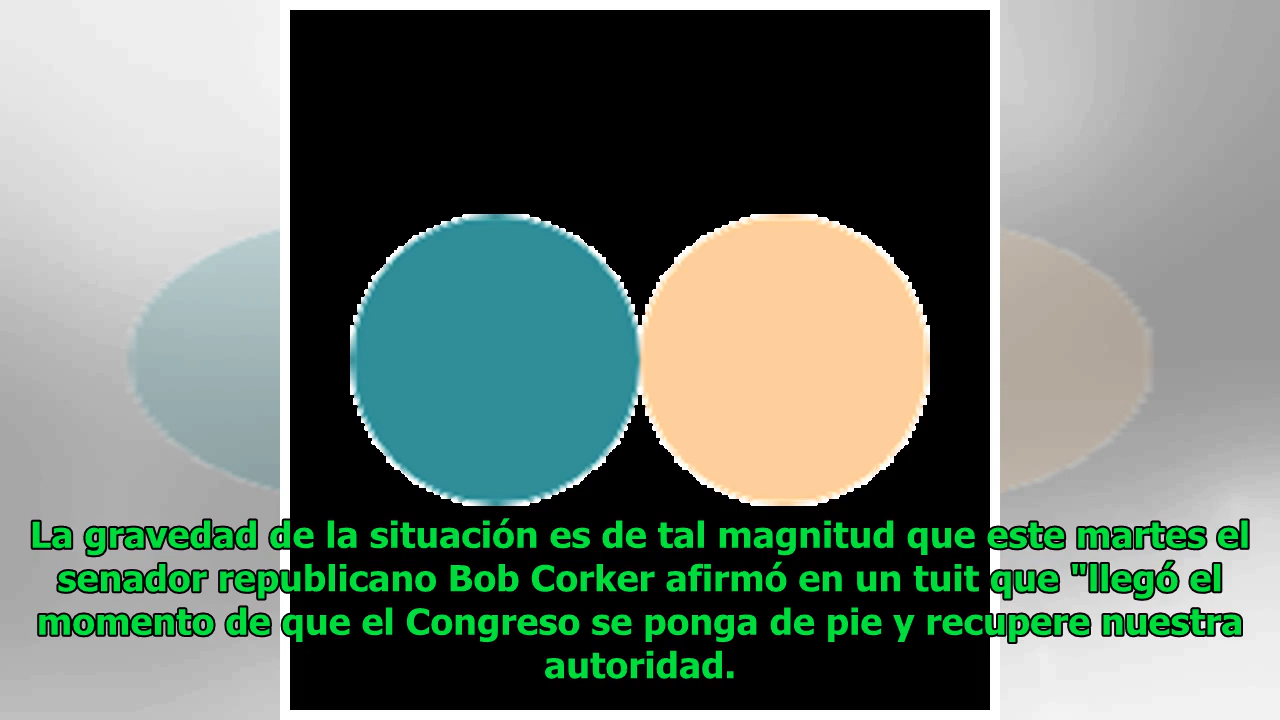 La gravedad de la situación es de tal magnitud que este martes el
senador republicano Bob Corker afirmó en un tuit que "llegó el
momento de que el Congreso se ponga de pie y recupere nuestra
autoridad.